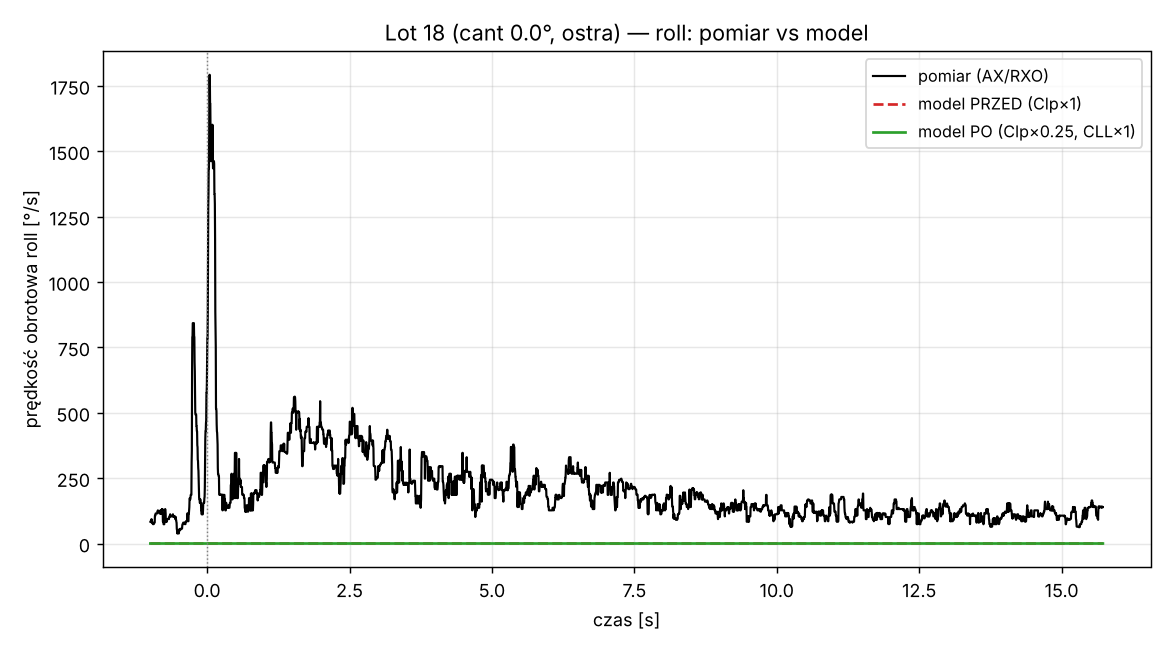 Lot 18 (cant 0.0°, ostra) — roll: pomiar vs model
pomiar (AX/RXO)
model PRZED (Clp×1)
model PO (Clp×0.25, CLL×1)
prędkość obrotowa roll [°/s]
1750
1500
1250
1000
750
500
250
0
0.0 2.5 5.0 7.5 10.0 12.5 15.0
czas [s]